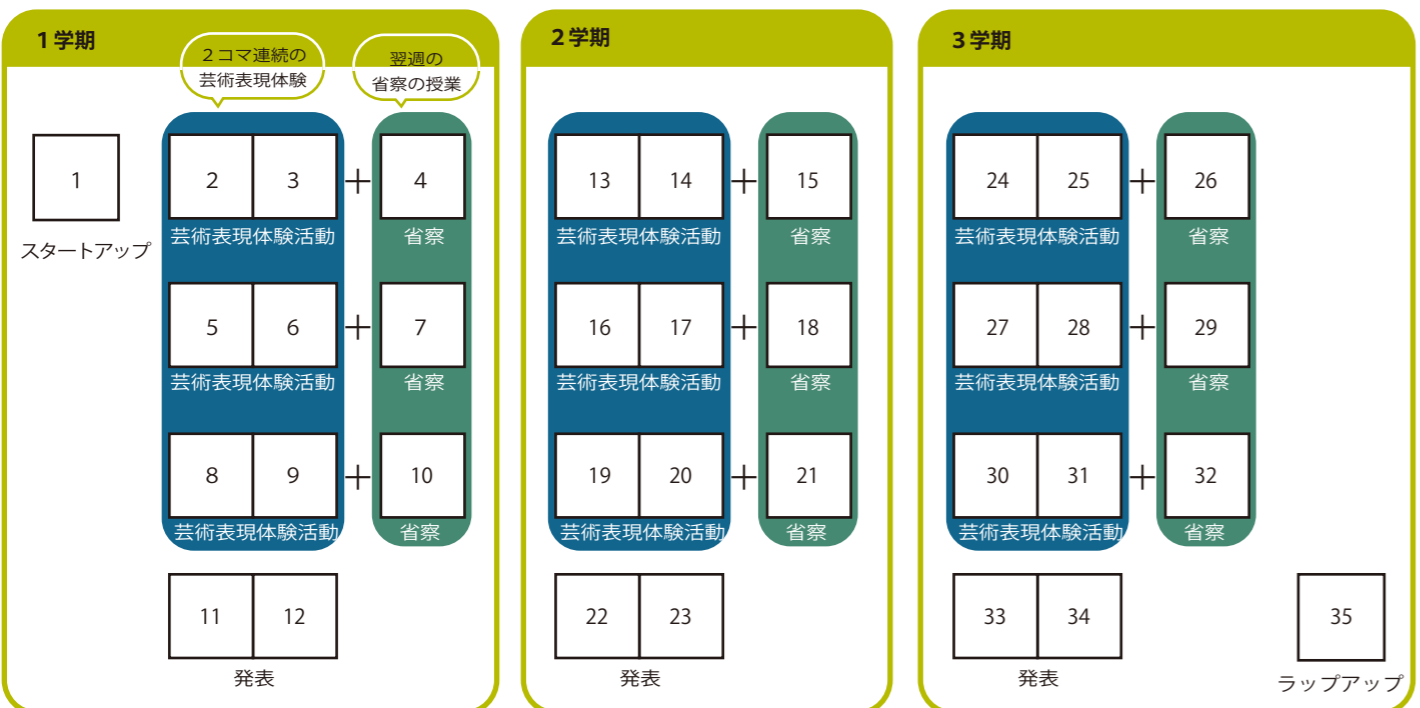 1学期
2コマ連続の
芸術表現体験
翌週の
省察の授業
1
スタートアップ
2 3 + 4
芸術表現体験活動 省察
5 6 + 7
芸術表現体験活動 省察
8 9 + 10
芸術表現体験活動 省察
11 12
発表
2学期
13 14 + 15
芸術表現体験活動 省察
16 17 + 18
芸術表現体験活動 省察
19 20 + 21
芸術表現体験活動 省察
22 23
発表
3学期
24 25 + 26
芸術表現体験活動 省察
27 28 + 29
芸術表現体験活動 省察
30 31 + 32
芸術表現体験活動 省察
33 34
発表
35
ラップアップ